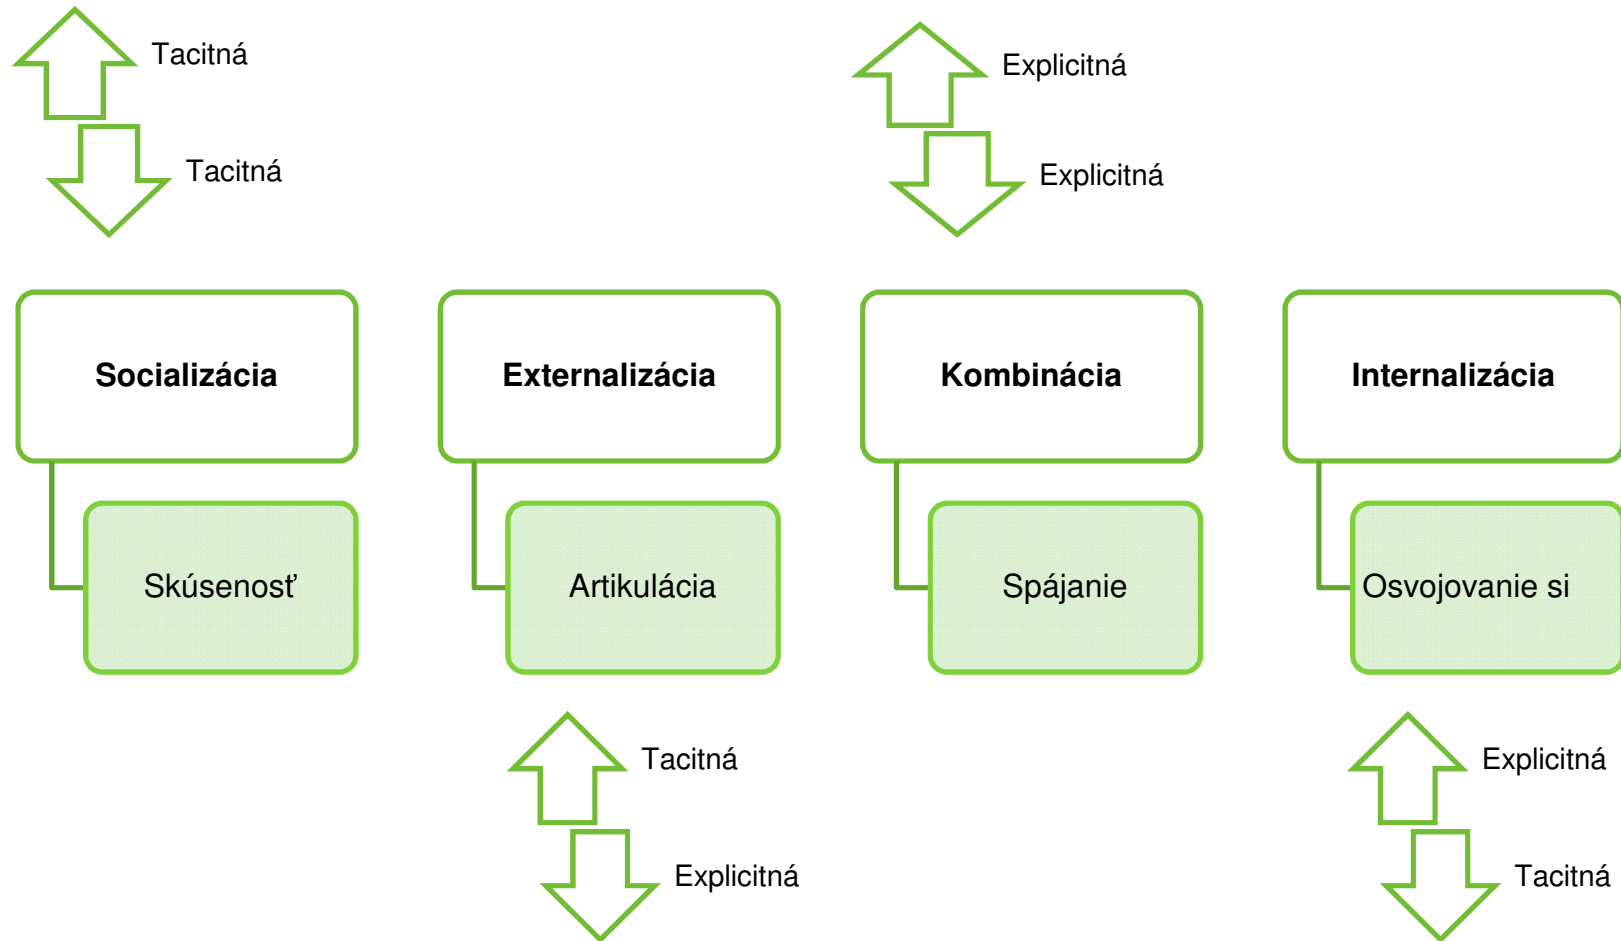 Tacitná
Tacitná
Explicitná
Explicitná
Socializácia
Externalizácia
Kombinácia
Internalizácia
Skúsenosť
Artikulácia
Spájanie
Osvojovanie si
Tacitná
Explicitná
Explicitná
Tacitná